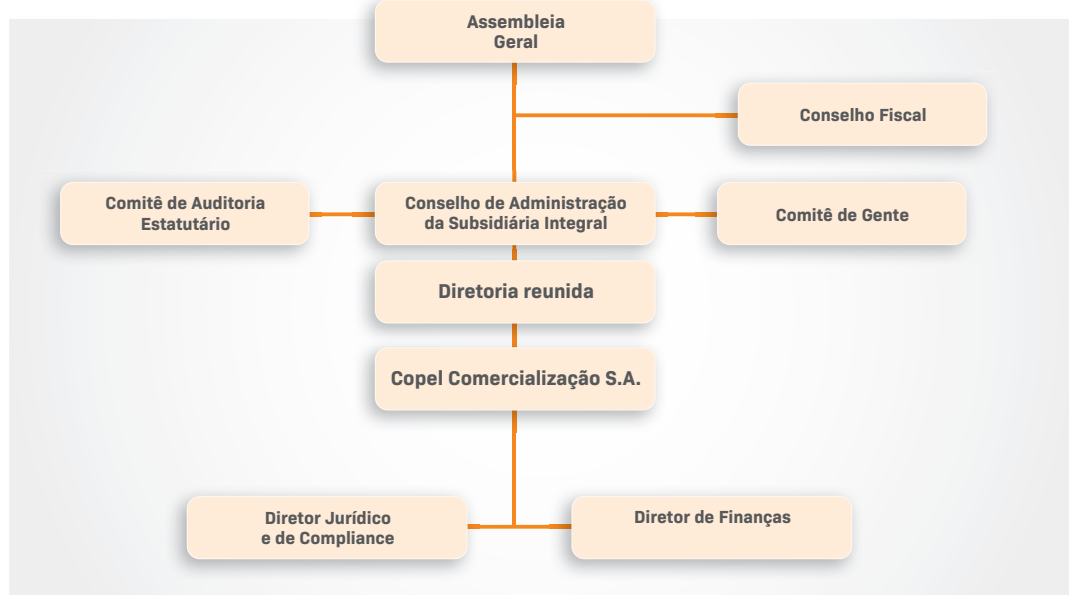 Assembleia
Geral
Conselho Fiscal
Comitê de Auditoria
Estatutário
Conselho de Administração
da Subsidiária Integral
Comitê de Gente
Diretoria reunida
Copel Comercialização S.A.
Diretor Jurídico
e de Compliance
Diretor de Finanças